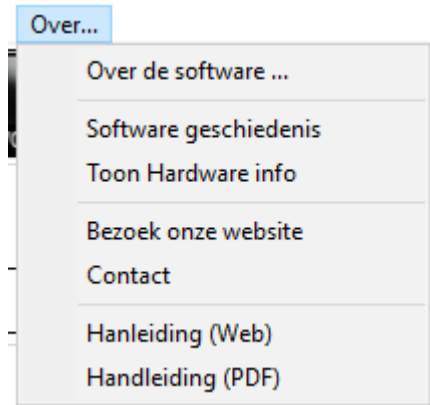 Over...
Over de software ...
Software geschiedenis
Toon Hardware info
Bezoek onze website
Contact
Hanleiding (Web)
Handleiding (PDF)